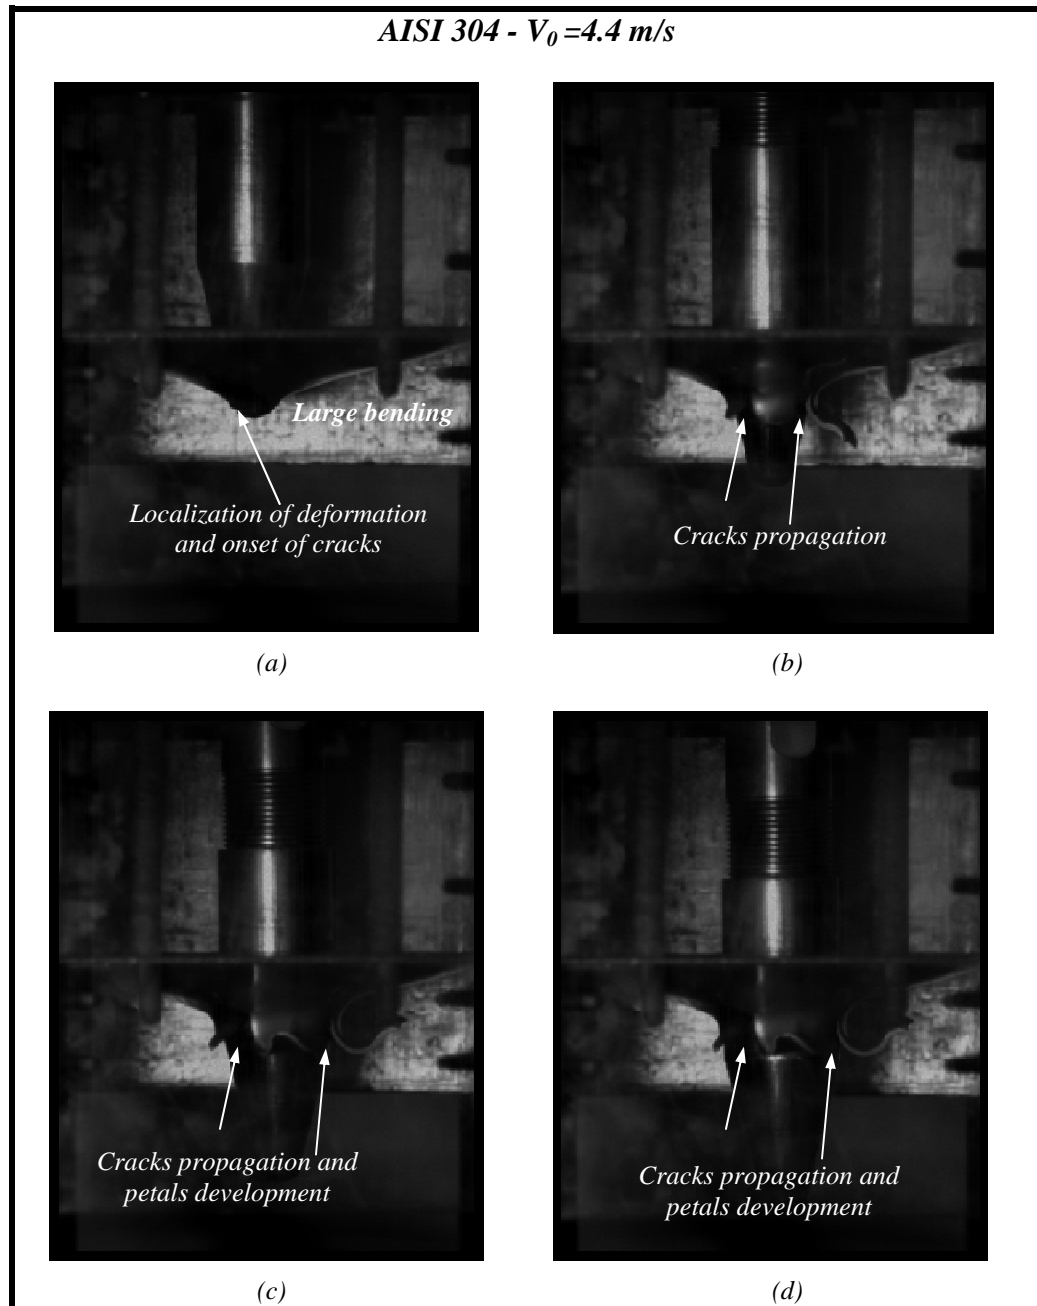 AISI 304 - V₀ =4.4 m/s
Large bending
Localization of deformation
and onset of cracks
(a)
Cracks propagation
(b)
Cracks propagation and
petals development
(c)
Cracks propagation and
petals development
(d)